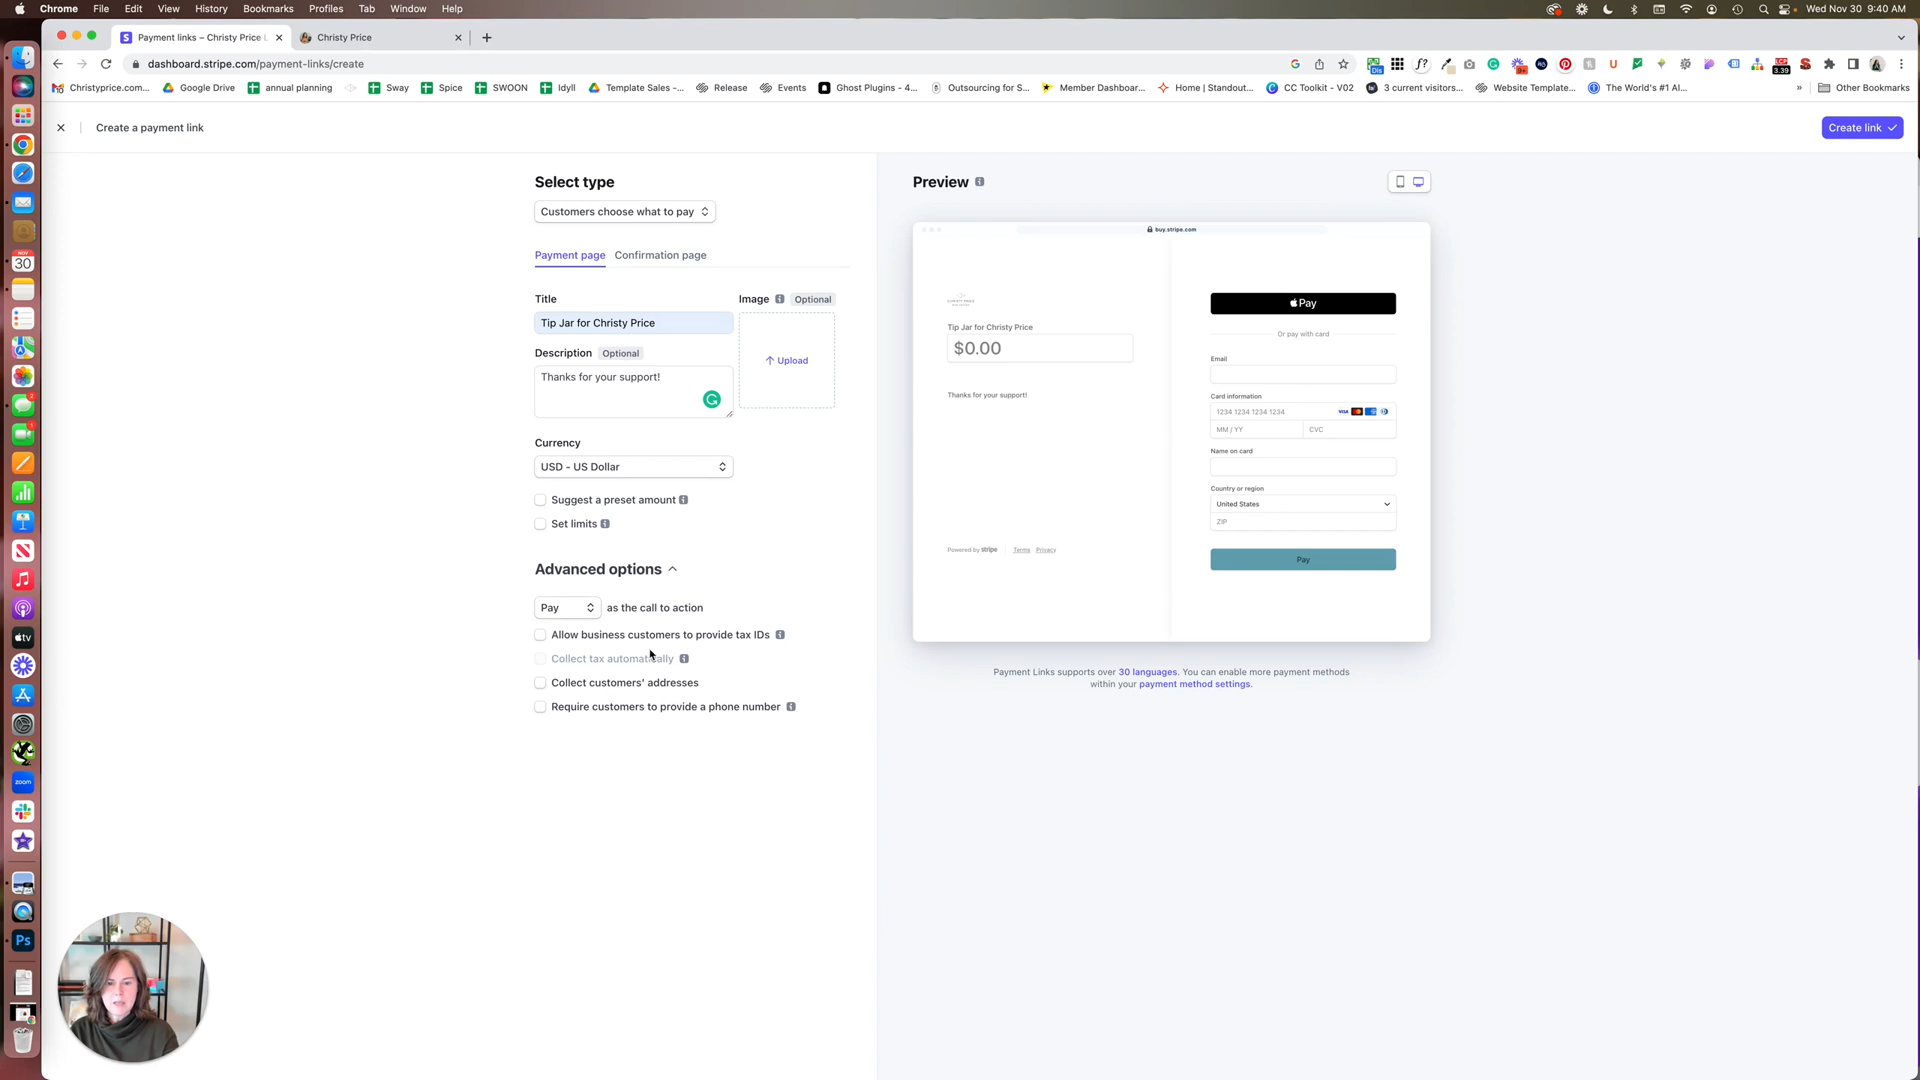 Chrome File Edit View History Bookmarks Profiles Tab Window Help
Wed Nov 30 9:40 AM
Payment links – Christy Price
Christy Price
dashboard.stripe.com/payment-links/create
Christyprice.com...
Google Drive
annual planning
Sway
Spice
SWOON
Idyll
Template Sales -...
Release
Events
Ghost Plugins - 4...
Outsourcing for S...
Member Dashboar...
Home | Standout...
CC Toolkit - V02
3 current visitors...
Website Template...
The World's #1 AI...
Other Bookmarks
Create a payment link
Create link
Select type
Customers choose what to pay
Payment page
Confirmation page
Title
Image
Optional
Tip Jar for Christy Price
Description
Optional
Thanks for your support!
Upload
Currency
USD - US Dollar
Suggest a preset amount
Set limits
Advanced options
Pay
as the call to action
Allow business customers to provide tax IDs
Collect tax automatically
Collect customers' addresses
Require customers to provide a phone number
Preview
buy.stripe.com
CHRISTY PRICE
Tip Jar for Christy Price
$0.00
Thanks for your support!
Powered by stripe
Terms
Privacy
Pay
Or pay with card
Email
Card information
1234 1234 1234 1234
VISA
MM / YY
CVC
Name on card
Country or region
United States
ZIP
Pay
Payment Links supports over 30 languages. You can enable more payment methods
within your payment method settings.
NOV
30
tv
zoom
Ps
3.39